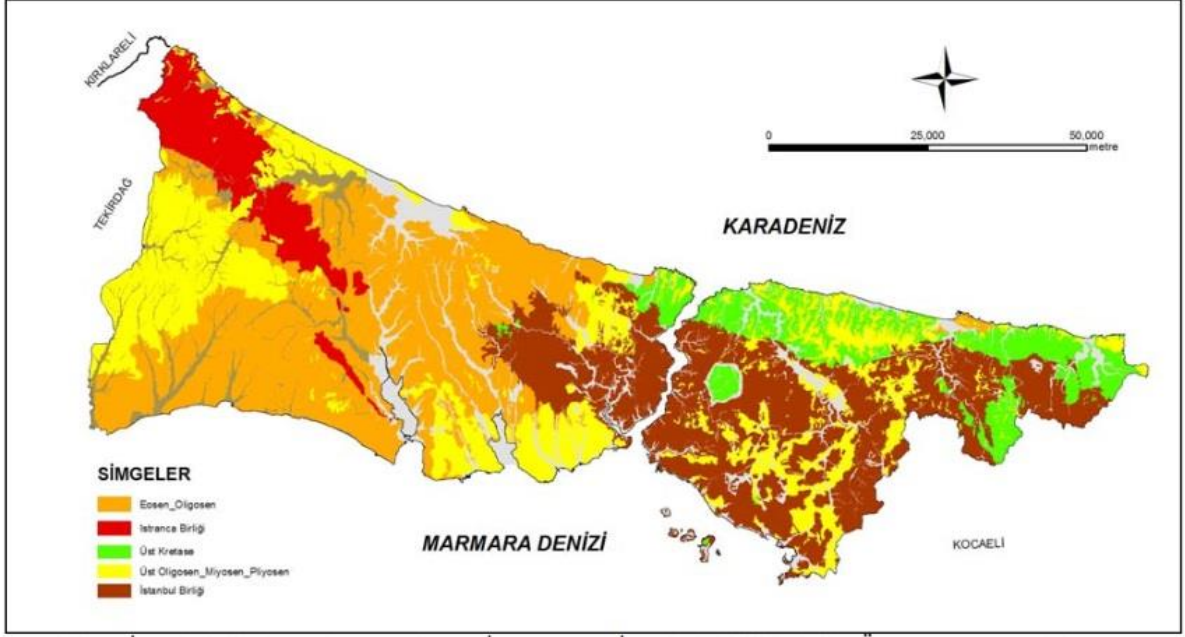 KIRKLARELİ
0 25,000 50,000
metre
TEKİRDAĞ
KARADENİZ
SİMGELER
Eosen_Oligosen
Istranca Birliği
Üst Kretase
Üst Oligosen_Miyosen_Pliyosen
İstanbul Birliği
MARMARA DENİZİ
KOCAELİ